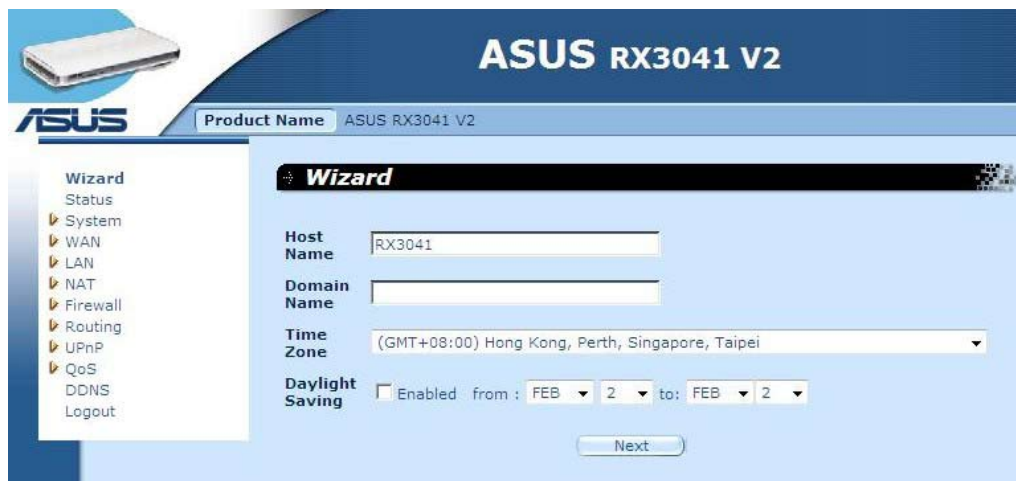 ASUS RX3041 V2
ASUS
Product Name ASUS RX3041 V2
Wizard
Status
System
WAN
LAN
NAT
Firewall
Routing
UPnP
QoS
DDNS
Logout
Wizard
Host Name RX3041
Domain Name
Time Zone (GMT+08:00) Hong Kong, Perth, Singapore, Taipei
Daylight Saving Enabled from : FEB 2 to: FEB 2
Next